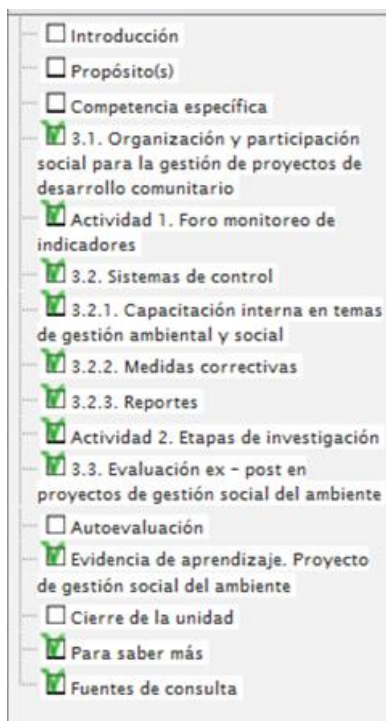 Introducción
Propósito(s)
Competencia específica
3.1. Organización y participación
social para la gestión de proyectos de
desarrollo comunitario
Actividad 1. Foro monitoreo de
indicadores
3.2. Sistemas de control
3.2.1. Capacitación interna en temas
de gestión ambiental y social
3.2.2. Medidas correctivas
3.2.3. Reportes
Actividad 2. Etapas de investigación
3.3. Evaluación ex - post en
proyectos de gestión social del ambiente
Autoevaluación
Evidencia de aprendizaje. Proyecto
de gestión social del ambiente
Cierre de la unidad
Para saber más
Fuentes de consulta